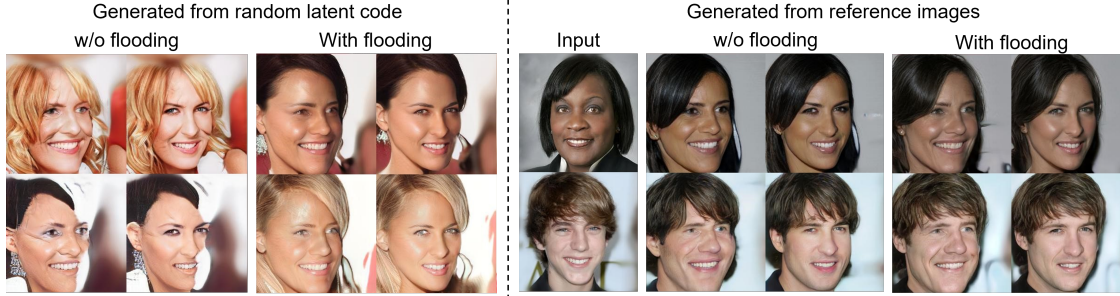 Generated from random latent code
w/o flooding
With flooding
Generated from reference images
Input
w/o flooding
With flooding